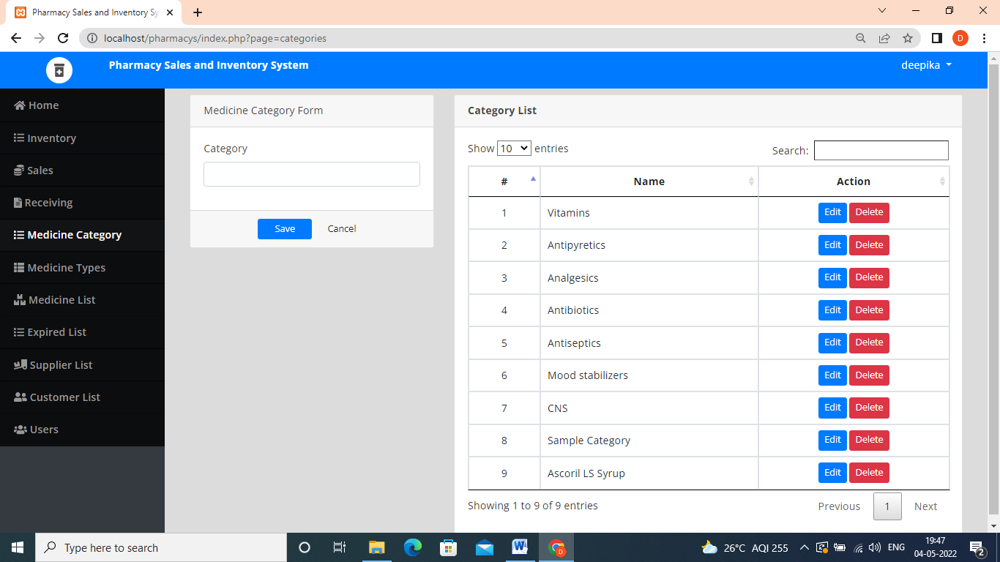 Pharmacy Sales and Inventory Sy
localhost/pharmacys/index.php?page=categories
D
Pharmacy Sales and Inventory System
deepika
Home
Inventory
Sales
Receiving
Medicine Category
Medicine Types
Medicine List
Expired List
Supplier List
Customer List
Users
Medicine Category Form
Category
Save Cancel
Category List
Show 10 entries
Search:
# Name Action
1 Vitamins Edit Delete
2 Antipyretics Edit Delete
3 Analgesics Edit Delete
4 Antibiotics Edit Delete
5 Antiseptics Edit Delete
6 Mood stabilizers Edit Delete
7 CNS Edit Delete
8 Sample Category Edit Delete
9 Ascoril LS Syrup Edit Delete
Showing 1 to 9 of 9 entries
Previous 1 Next
Type here to search
W
D
26°C AQI 255
ENG
19:47
04-05-2022
2